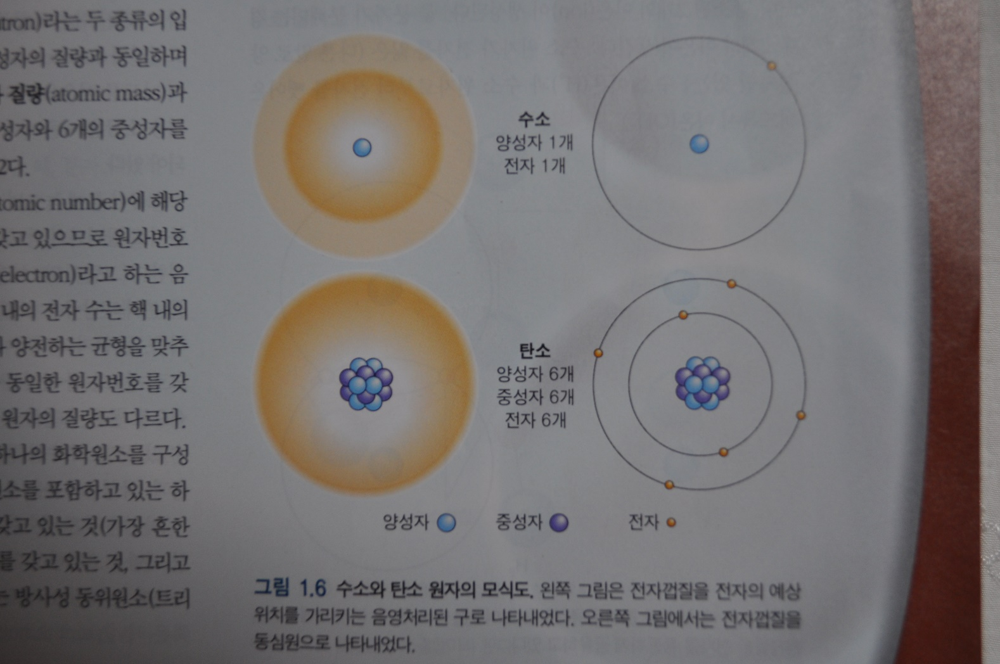 tron)라는 두 종류의 입
성자의 질량과 동일하며
질량(atomic mass)과
성자와 6개의 중성자를
2다.
tomic number)에 해당
갖고 있으므로 원자번호
electron)라고 하는 음
내의 전자 수는 핵 내의
양전하는 균형을 맞추
동일한 원자번호를 갖
원자의 질량도 다르다.
하나의 화학원소를 구성
소를 포함하고 있는 하
갖고 있는 것(가장 흔한
를 갖고 있는 것, 그리고
는 방사성 동위원소(트리
수소
양성자 1개
전자 1개
탄소
양성자 6개
중성자 6개
전자 6개
양성자
중성자
전자
그림 1.6 수소와 탄소 원자의 모식도. 왼쪽 그림은 전자껍질을 전자의 예상
위치를 가리키는 음영처리된 구로 나타내었다. 오른쪽 그림에서는 전자껍질을
동심원으로 나타내었다.